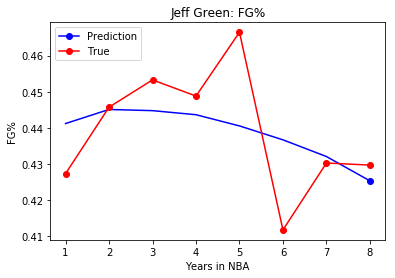 Jeff Green: FG%
Prediction
True
FG%
0.46
0.45
0.44
0.43
0.42
0.41
1 2 3 4 5 6 7 8
Years in NBA